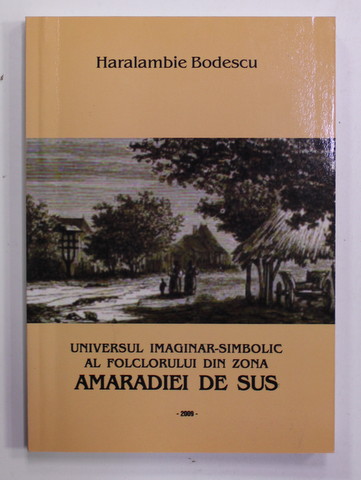 Haralambie Bodescu
UNIVERSUL IMAGINAR-SIMBOLIC
AL FOLCLORULUI DIN ZONA
AMARADIEI DE SUS
- 2009 -